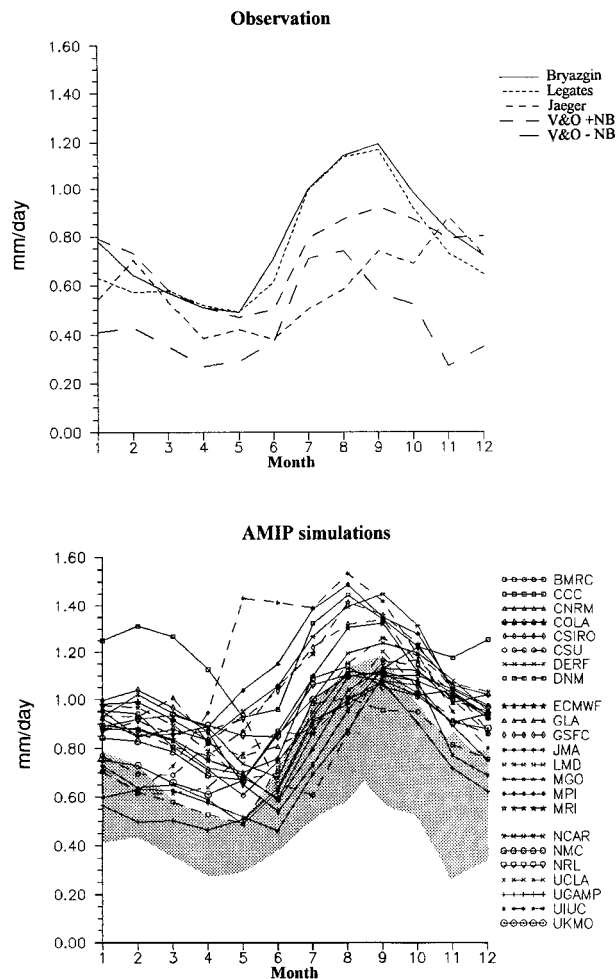 Observation
1.60
1.40
1.20
1.00
0.80
0.60
0.40
0.20
0.00
mm/day
1 2 3 4 5 6 7 8 9 10 11 12
Month
Bryazgin
Legates
Jaeger
V&O +NB
V&O - NB
AMIP simulations
1.60
1.40
1.20
1.00
0.80
0.60
0.40
0.20
0.00
mm/day
1 2 3 4 5 6 7 8 9 10 11 12
Month
BMRC
CCC
CNRM
COLA
CSIRO
CSU
DERF
DNM
ECMWF
GLA
GSFC
JMA
LMD
MGO
MPI
MRI
NCAR
NMC
NRL
UCLA
UGAMP
UIUC
UKMO